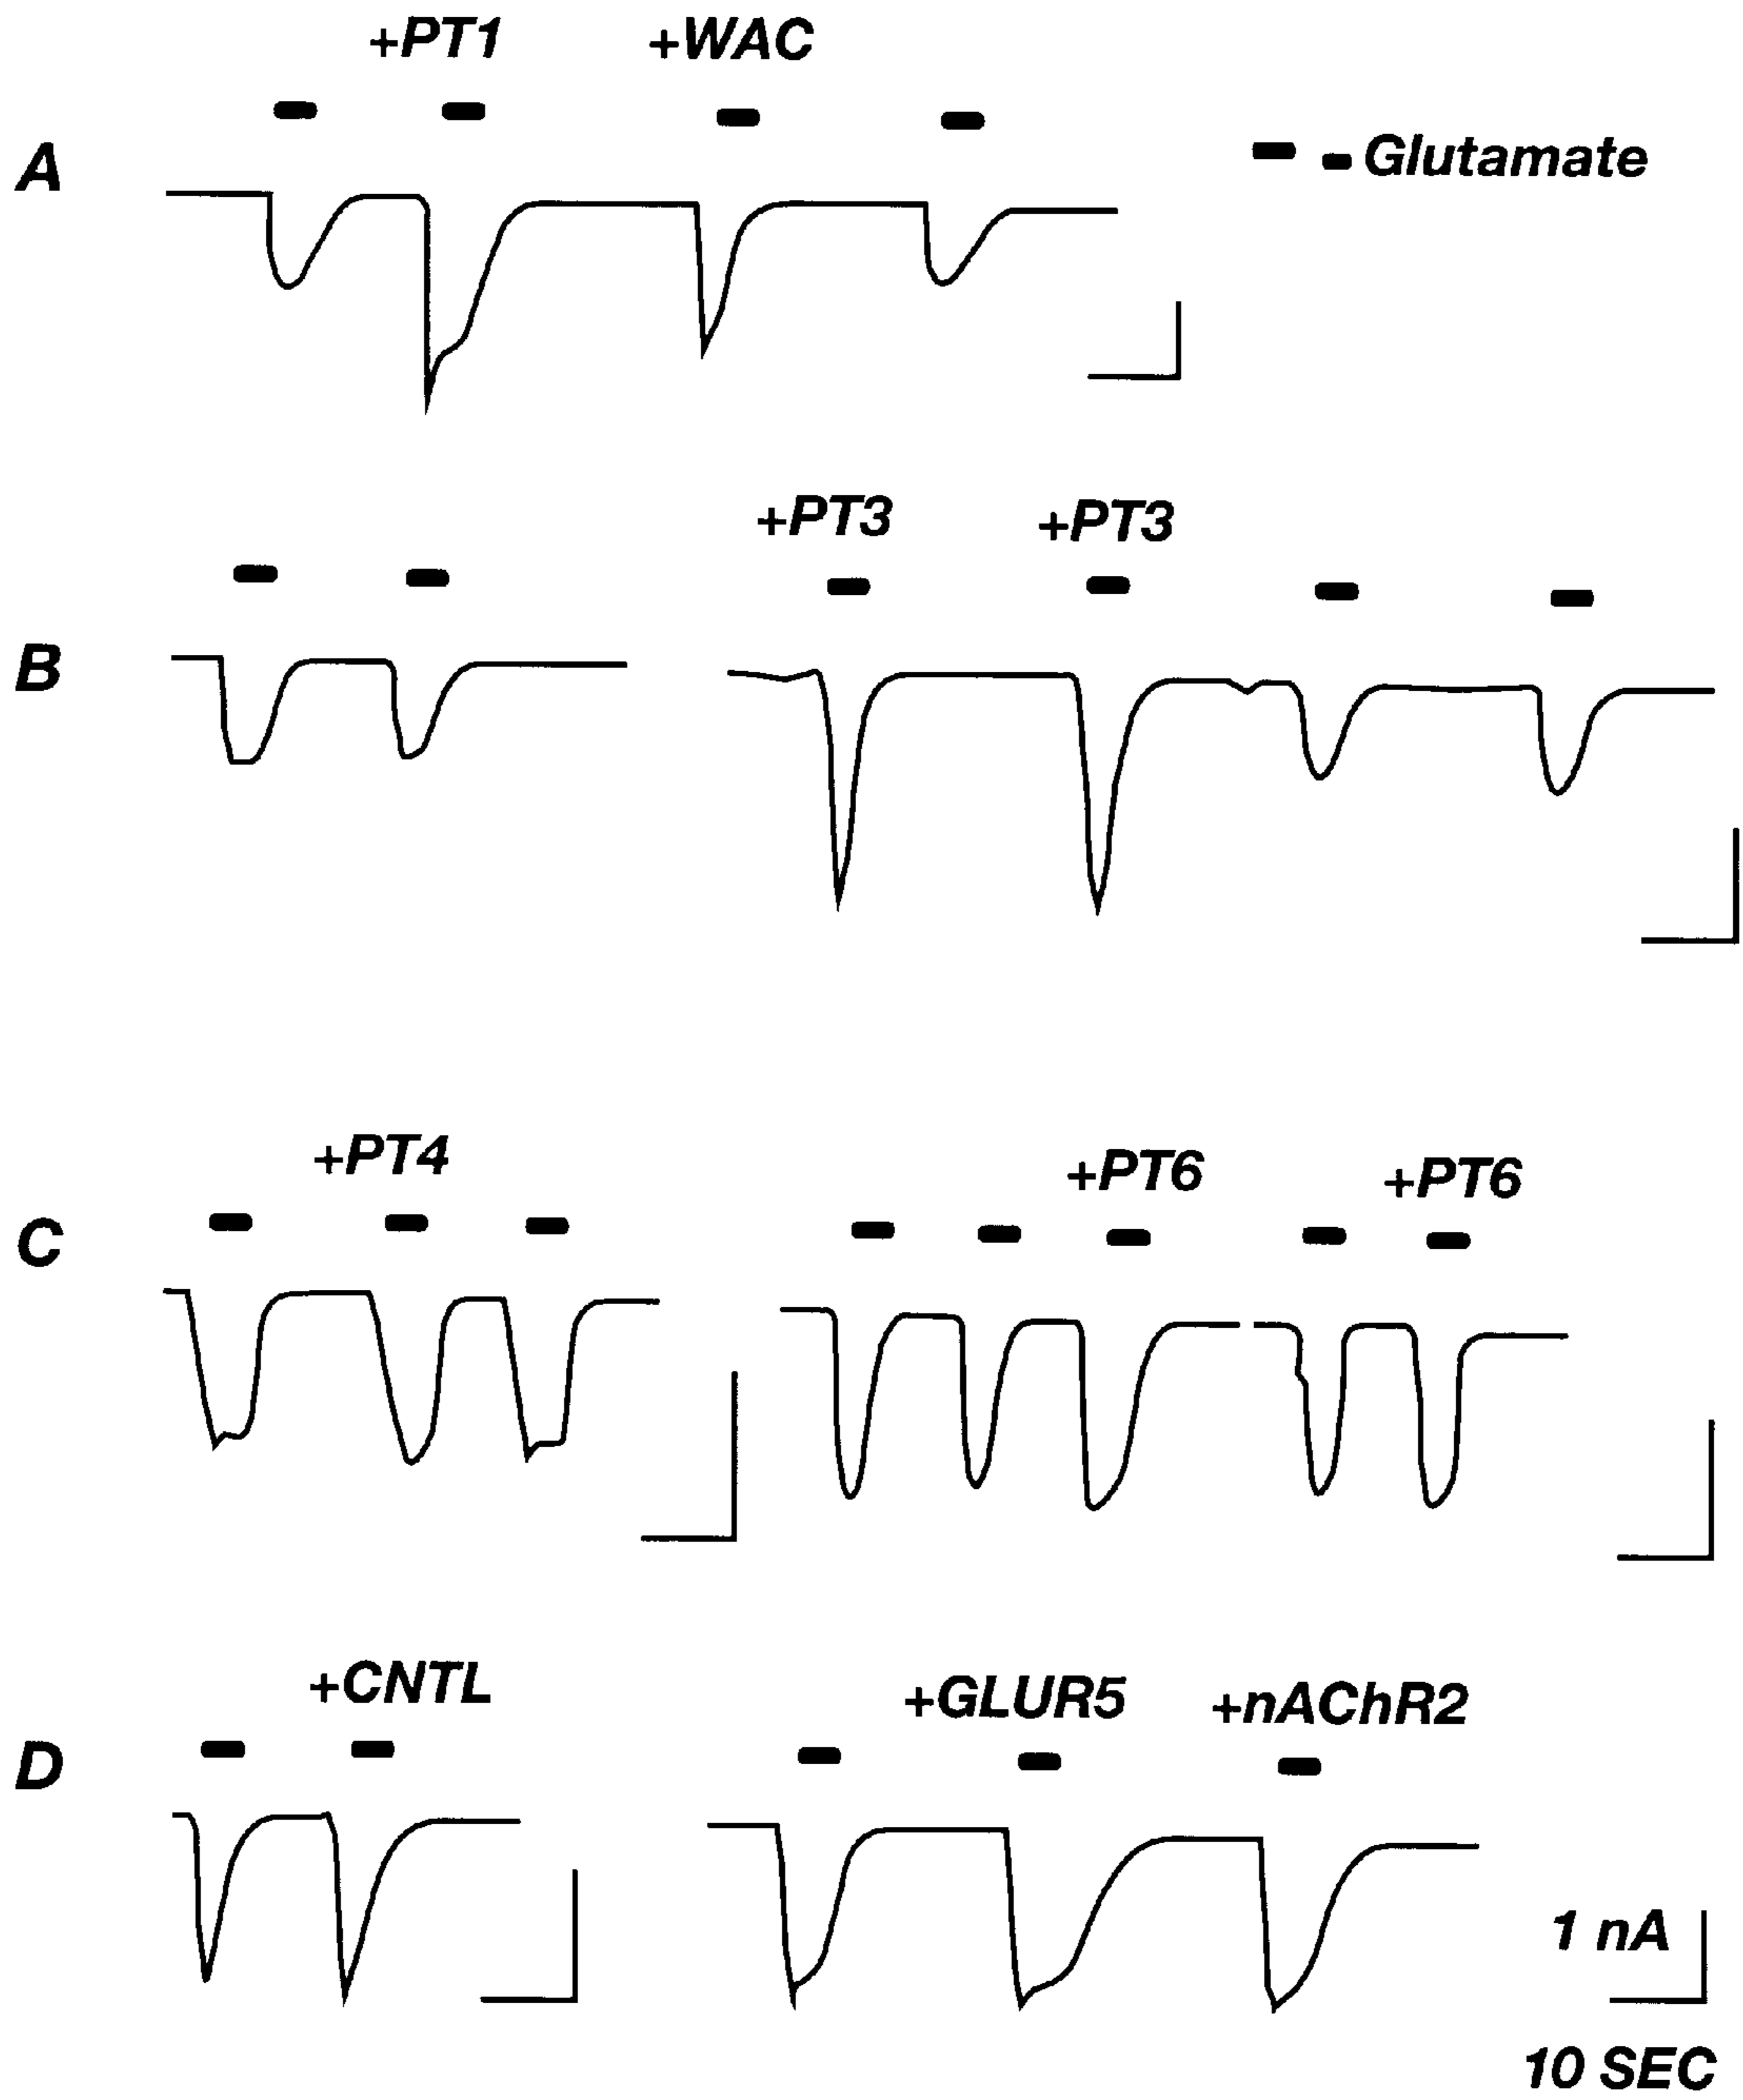 +PT1 +WAC
A
Glutamate
+PT3 +PT3
B
+PT4 +PT6 +PT6
C
+CNTL +GLUR5 +nAChR2
D
1 nA
10 SEC